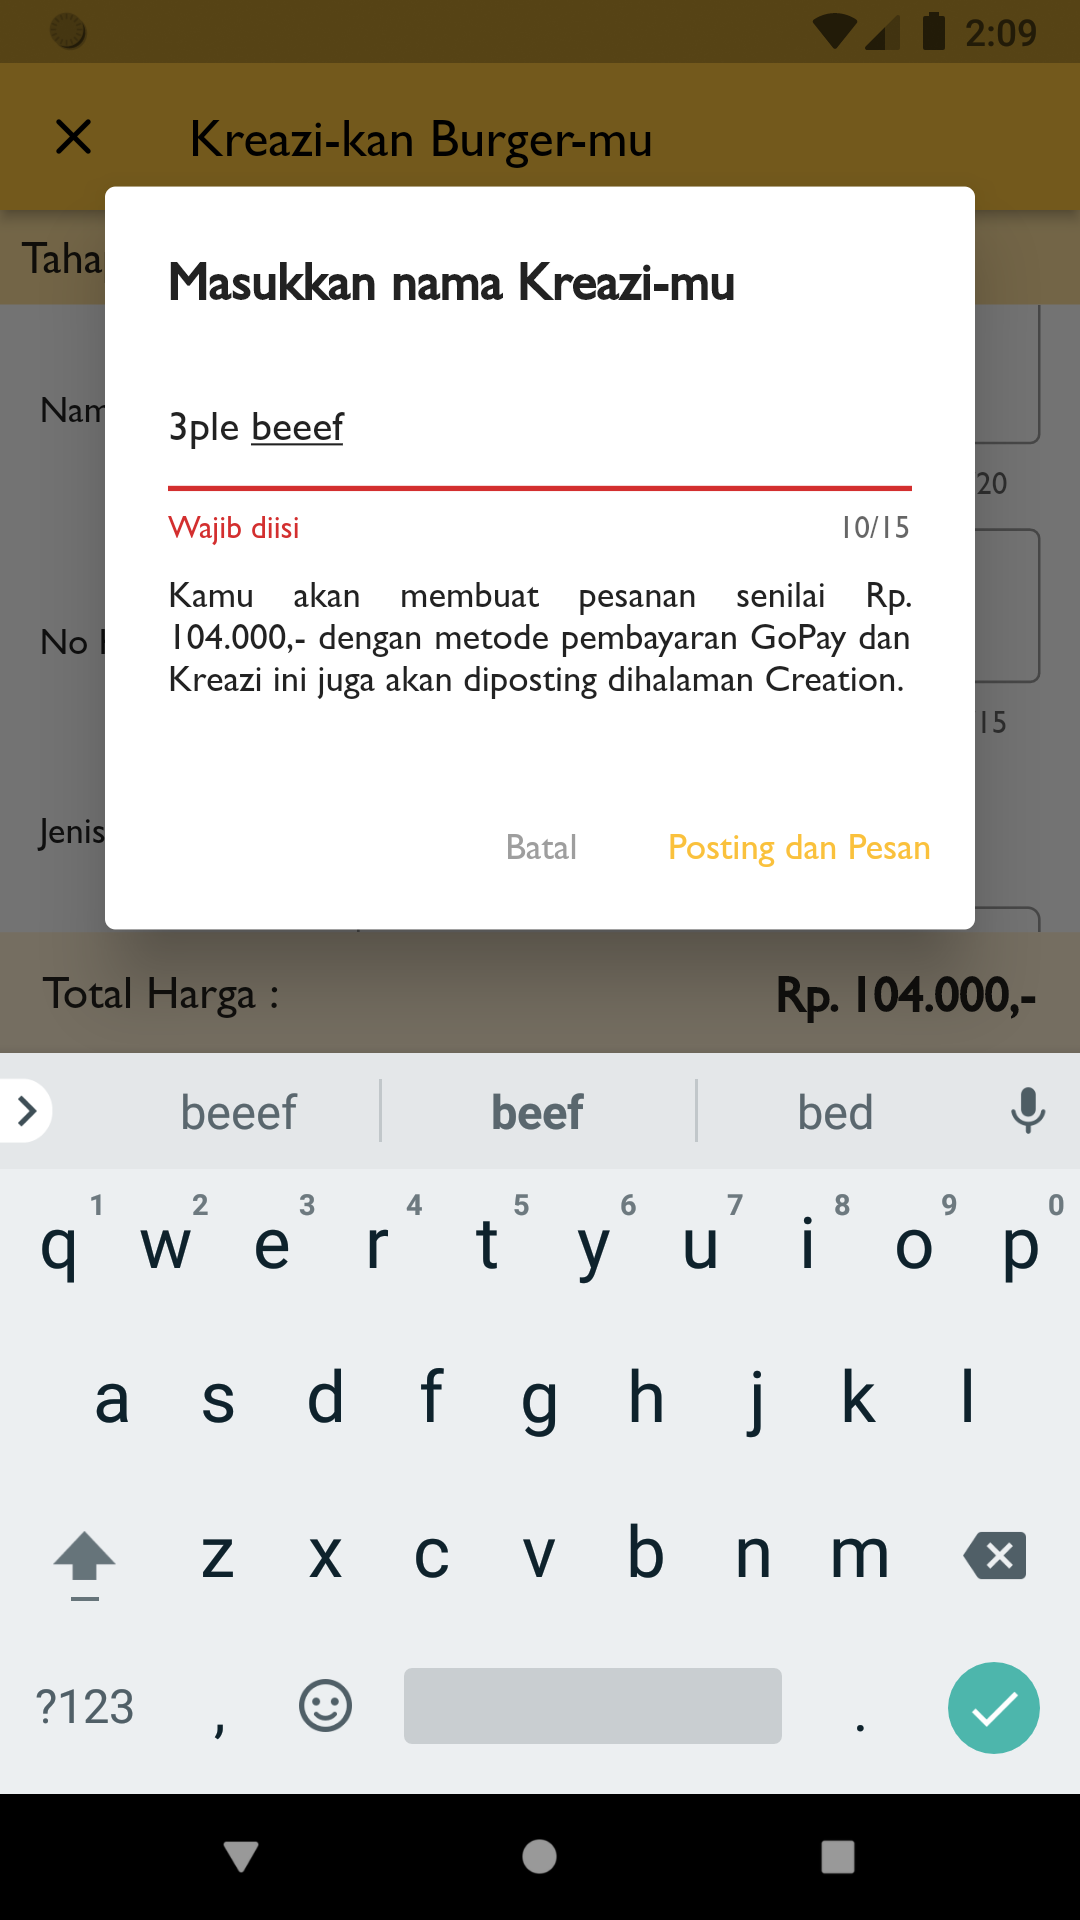 2:09
Kreazi-kan Burger-mu
Taha
Masukkan nama Kreazi-mu
Nam
3ple beeef
20
Wajib diisi 10/15
Kamu akan membuat pesanan senilai Rp.
104.000,- dengan metode pembayaran GoPay dan
No
Kreazi ini juga akan diposting dihalaman Creation.
15
Jenis
Batal Posting dan Pesan
Total Harga : Rp. 104.000,-
beeef beef bed
1 2 3 4 5 6 7 8 9 0
q w e r t y u i o p
a s d f g h j k l
z x c v b n m
?123 , .